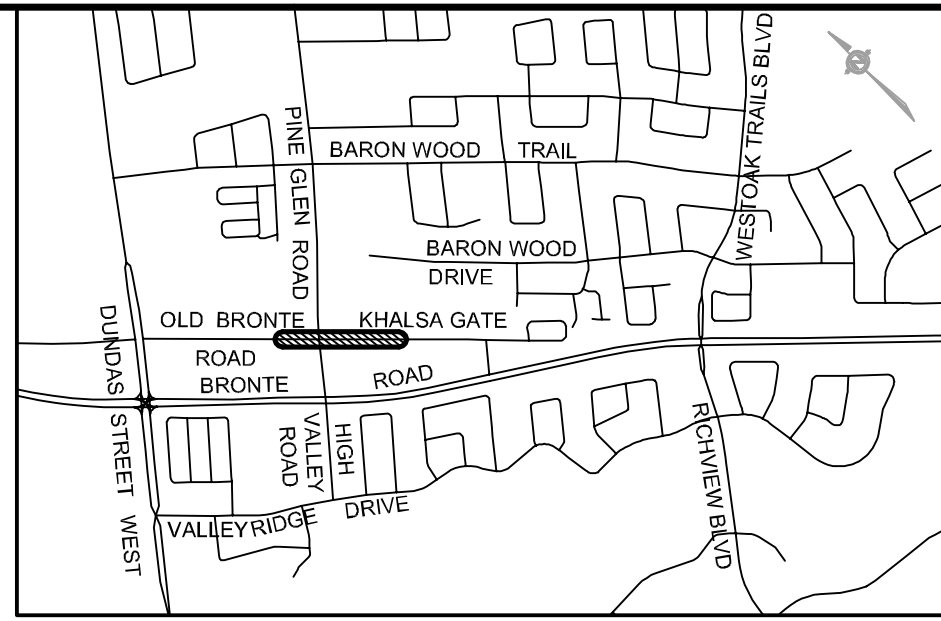 WESTOAK TRAILS BLVD
N
PINE GLEN ROAD
BARON WOOD TRAIL
BARON WOOD
DRIVE
OLD BRONTE
ROAD
KHALSA GATE
DUNDAS STREET WEST
BRONTE ROAD
HIGH
VALLEY
ROAD
RICHVIEW BLVD
VALLEYRIDGE DRIVE